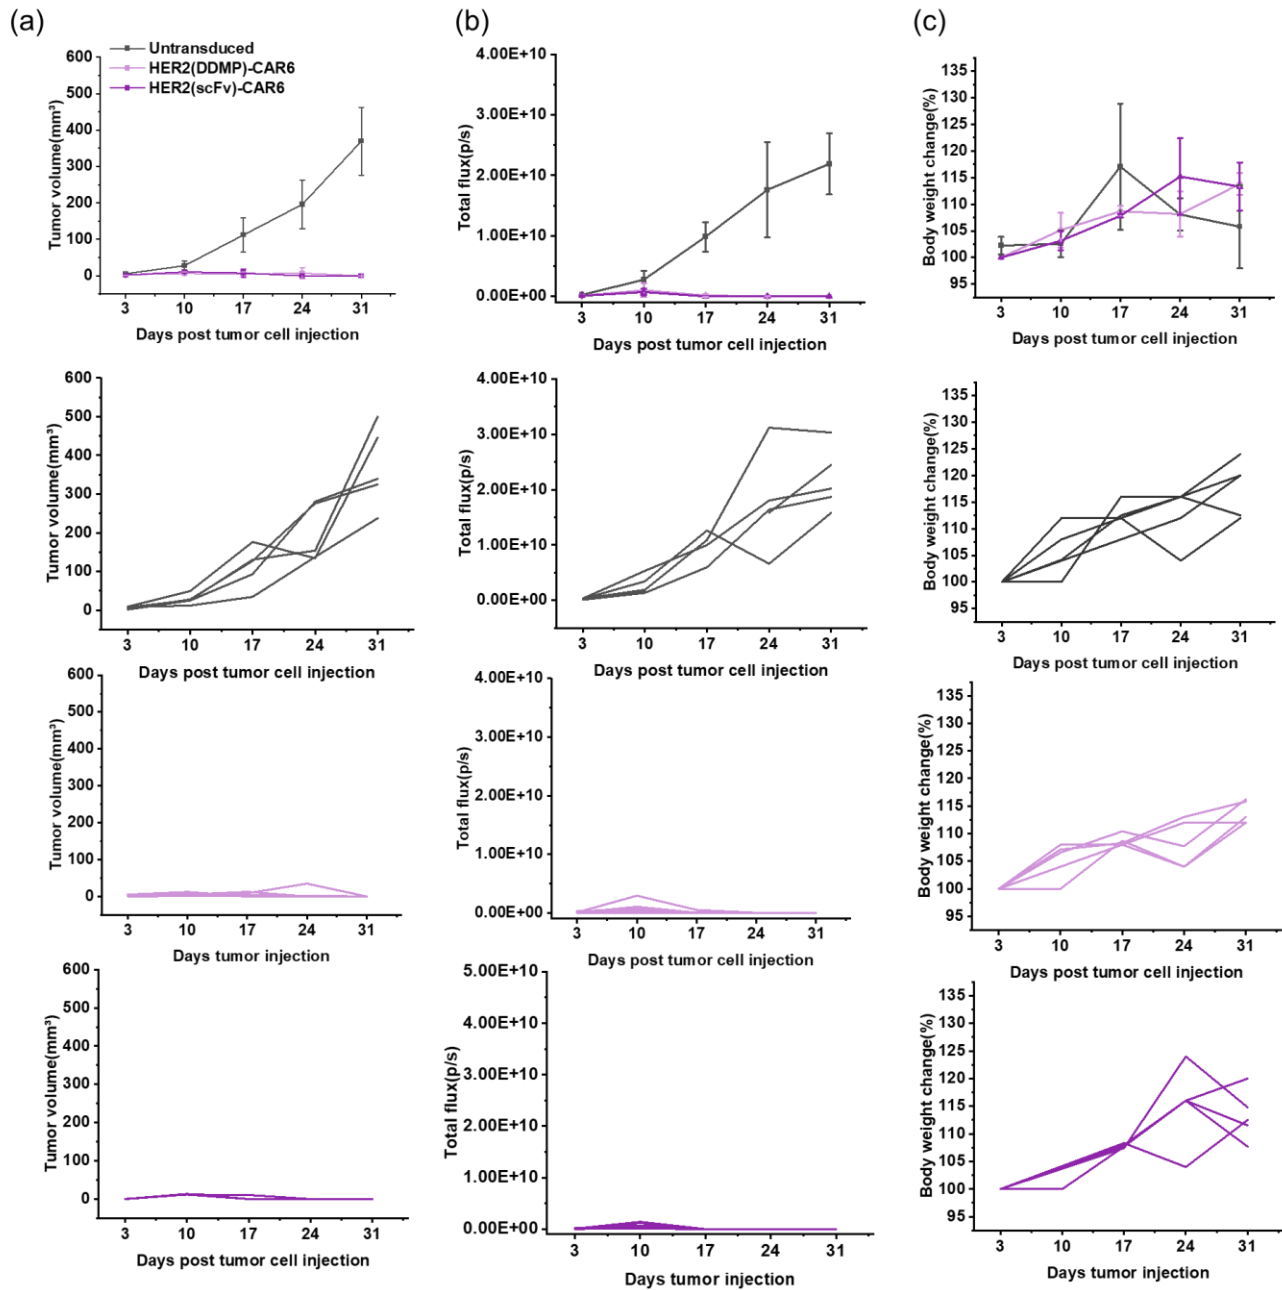 (a)
Untransduced
HER2(DDMP)-CAR6
HER2(scFv)-CAR6
Tumor volume(mm³)
600
500
400
300
200
100
0
3 10 17 24 31
Days post tumor cell injection
(b)
Total flux(p/s)
4.00E+10
3.00E+10
2.00E+10
1.00E+10
0.00E+00
3 10 17 24 31
Days post tumor cell injection
(c)
Body weight change(%)
135
130
125
120
115
110
105
100
95
3 10 17 24 31
Days post tumor cell injection
Tumor volume(mm³)
600
500
400
300
200
100
0
3 10 17 24 31
Days post tumor cell injection
Total flux(p/s)
4.00E+10
3.00E+10
2.00E+10
1.00E+10
0.00E+00
3 10 17 24 31
Days post tumor cell injection
Body weight change(%)
135
130
125
120
115
110
105
100
95
3 10 17 24 31
Days post tumor cell injection
Tumor volume(mm³)
600
500
400
300
200
100
0
3 10 17 24 31
Days tumor injection
Total flux(p/s)
4.00E+10
3.00E+10
2.00E+10
1.00E+10
0.00E+00
3 10 17 24 31
Days post tumor cell injection
Body weight change(%)
135
130
125
120
115
110
105
100
95
3 10 17 24 31
Days post tumor cell injection
Tumor volume(mm³)
600
500
400
300
200
100
0
3 10 17 24 31
Days post tumor cell injection
Total flux(p/s)
5.00E+10
4.00E+10
3.00E+10
2.00E+10
1.00E+10
0.00E+00
3 10 17 24 31
Days tumor injection
Body weight change(%)
135
130
125
120
115
110
105
100
95
3 10 17 24 31
Days tumor injection